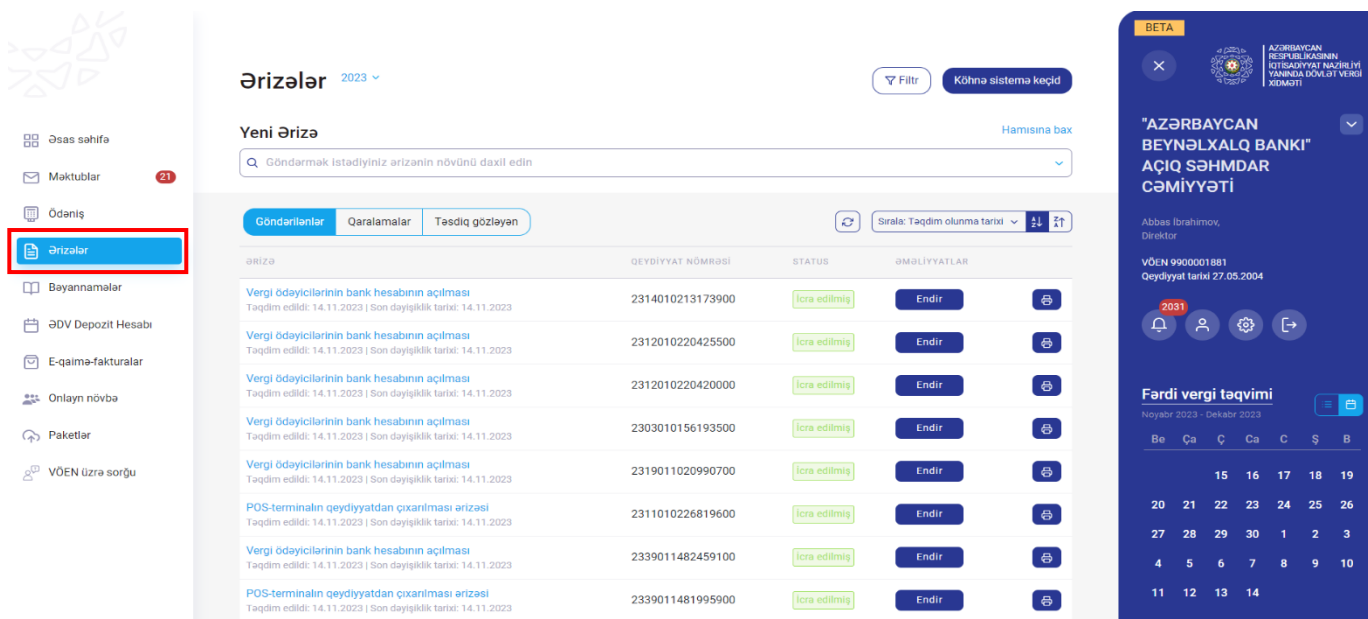 Əsas səhifə
Məktublar 21
Ödəniş
Ərizələr
Bəyannamələr
ƏDV Depozit Hesabı
E-qaimə-fakturalar
Onlayn növbə
Paketlər
VÖEN üzrə sorğu
Ərizələr 2023
Filtr Köhnə sistemə keçid
Yeni Ərizə Hamısına bax
Göndərmək istədiyiniz ərizənin növünü daxil edin
Göndərilənlər Qaralamalar Təsdiq gözləyən Sırala: Təqdim olunma tarixi
ƏRİZƏ QEYDİYYAT NÖMRƏSİ STATUS ƏMƏLİYYATLAR
Vergi ödəyicilərinin bank hesabının açılması
Təqdim edildi: 14.11.2023 | Son dəyişiklik tarixi: 14.11.2023
2314010213173900 İcra edilmiş Endir
Vergi ödəyicilərinin bank hesabının açılması
Təqdim edildi: 14.11.2023 | Son dəyişiklik tarixi: 14.11.2023
2312010220425500 İcra edilmiş Endir
Vergi ödəyicilərinin bank hesabının açılması
Təqdim edildi: 14.11.2023 | Son dəyişiklik tarixi: 14.11.2023
2312010220420000 İcra edilmiş Endir
Vergi ödəyicilərinin bank hesabının açılması
Təqdim edildi: 14.11.2023 | Son dəyişiklik tarixi: 14.11.2023
2303010156193500 İcra edilmiş Endir
Vergi ödəyicilərinin bank hesabının açılması
Təqdim edildi: 14.11.2023 | Son dəyişiklik tarixi: 14.11.2023
2319011020990700 İcra edilmiş Endir
POS-terminalın qeydiyyatdan çıxarılması ərizəsi
Təqdim edildi: 14.11.2023 | Son dəyişiklik tarixi: 14.11.2023
2311010226819600 İcra edilmiş Endir
Vergi ödəyicilərinin bank hesabının açılması
Təqdim edildi: 14.11.2023 | Son dəyişiklik tarixi: 14.11.2023
2339011482459100 İcra edilmiş Endir
POS-terminalın qeydiyyatdan çıxarılması ərizəsi
Təqdim edildi: 14.11.2023 | Son dəyişiklik tarixi: 14.11.2023
2339011481995900 İcra edilmiş Endir
BETA
AZƏRBAYCAN
RESPUBLİKASININ
İQTİSADİYYAT NAZİRLİYİ
YANINDA DÖVLƏT VERGİ
XİDMƏTİ
"AZƏRBAYCAN
BEYNƏLXALQ BANKI"
AÇIQ SƏHMDAR
CƏMİYYƏTİ
Abbas İbrahimov,
Direktor
VÖEN 9900001881
Qeydiyyat tarixi 27.05.2004
2031
Fərdi vergi təqvimi
Noyabr 2023 - Dekabr 2023
Be Ça Ç Ca C Ş B
15 16 17 18 19
20 21 22 23 24 25 26
27 28 29 30 1 2 3
4 5 6 7 8 9 10
11 12 13 14